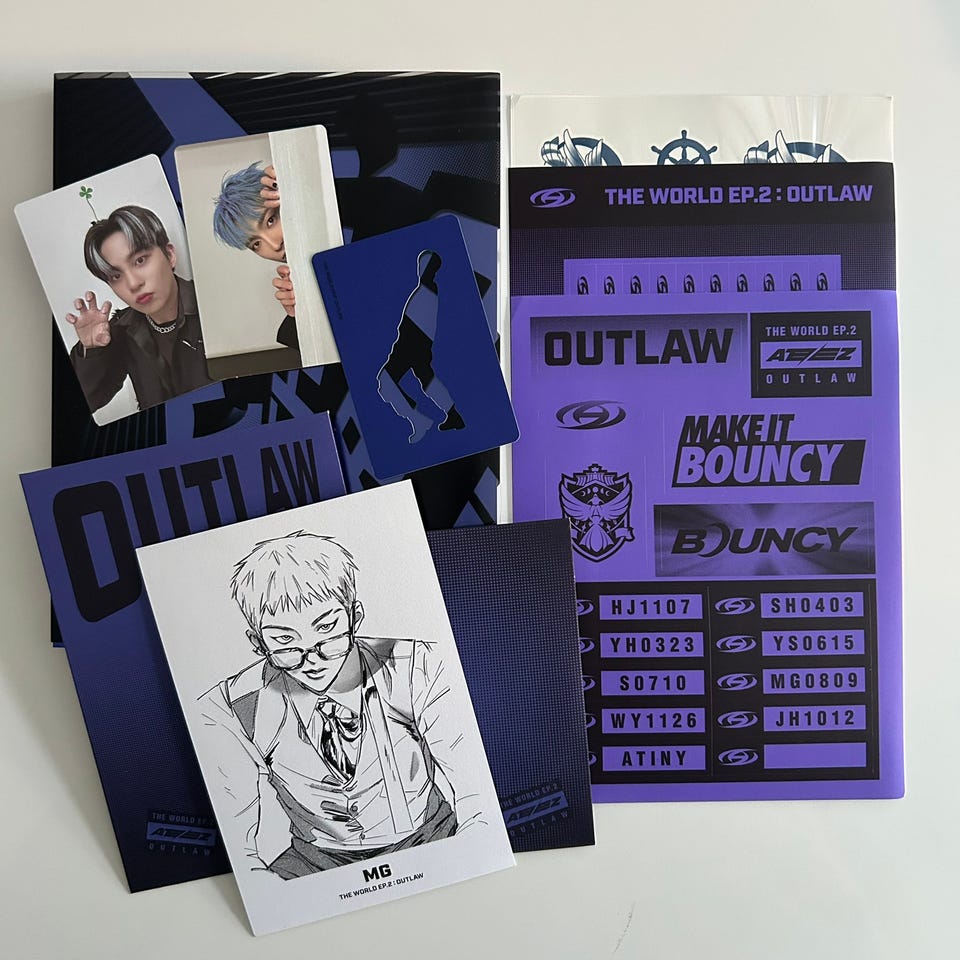 THE WORLD EP.2 : OUTLAW
OUTLAW
THE WORLD EP.2
ATEEZ
OUTLAW
MAKE IT
BOUNCY
BOUNCY
HJ1107
SH0403
YH0323
YS0615
S0710
MG0809
WY1126
JH1012
ATINY
OUTLAW
THE WORLD EP.2
ATEEZ
OUTLAW
MG
THE WORLD EP.2 : OUTLAW
THE WORLD EP.2
ATEEZ
OUTLAW